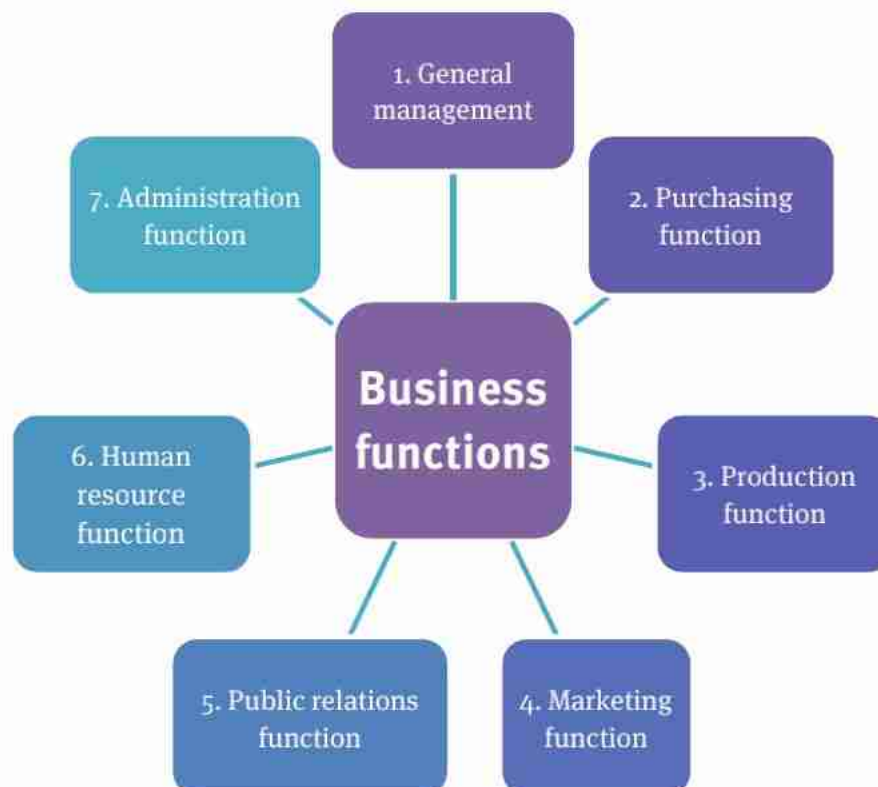 1. General
management
2. Purchasing
function
3. Production
function
4. Marketing
function
5. Public relations
function
6. Human
resource
function
7. Administration
function
Business
functions